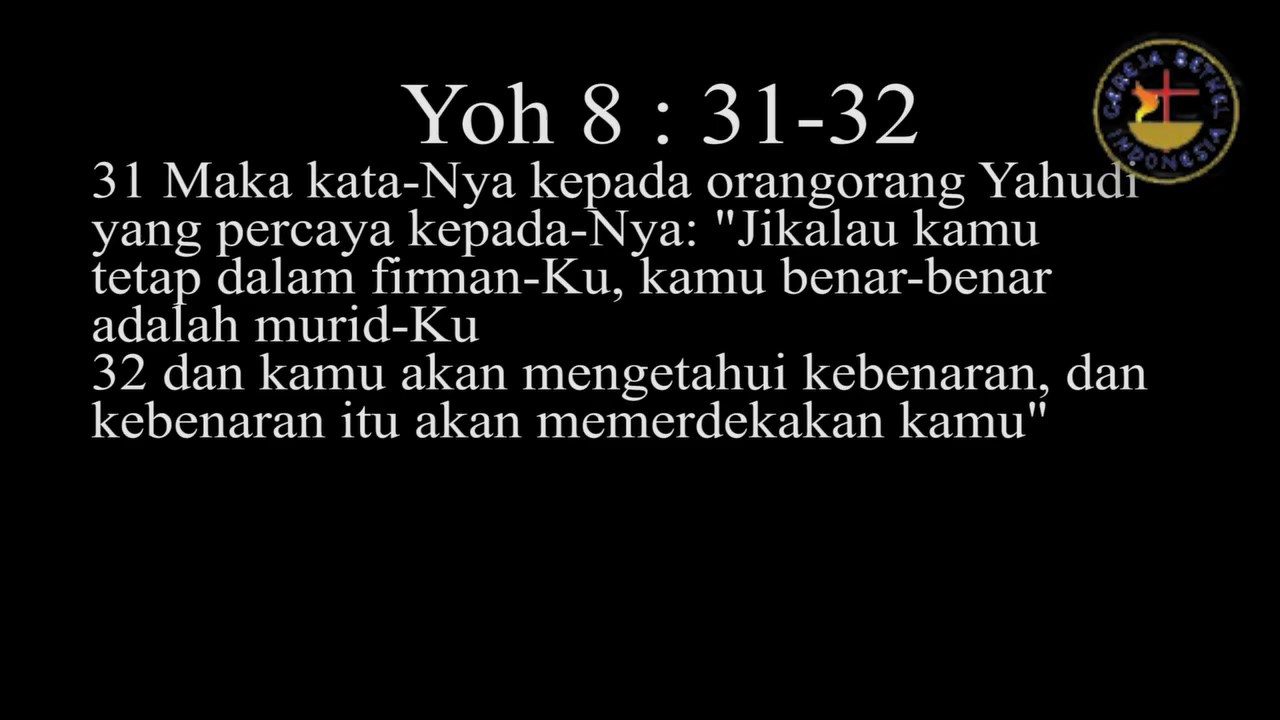 Yoh 8 : 31-32
GEREJA BETHEL
INDONESIA
31 Maka kata-Nya kepada orangorang Yahudi
yang percaya kepada-Nya: "Jikalau kamu
tetap dalam firman-Ku, kamu benar-benar
adalah murid-Ku
32 dan kamu akan mengetahui kebenaran, dan
kebenaran itu akan memerdekakan kamu"